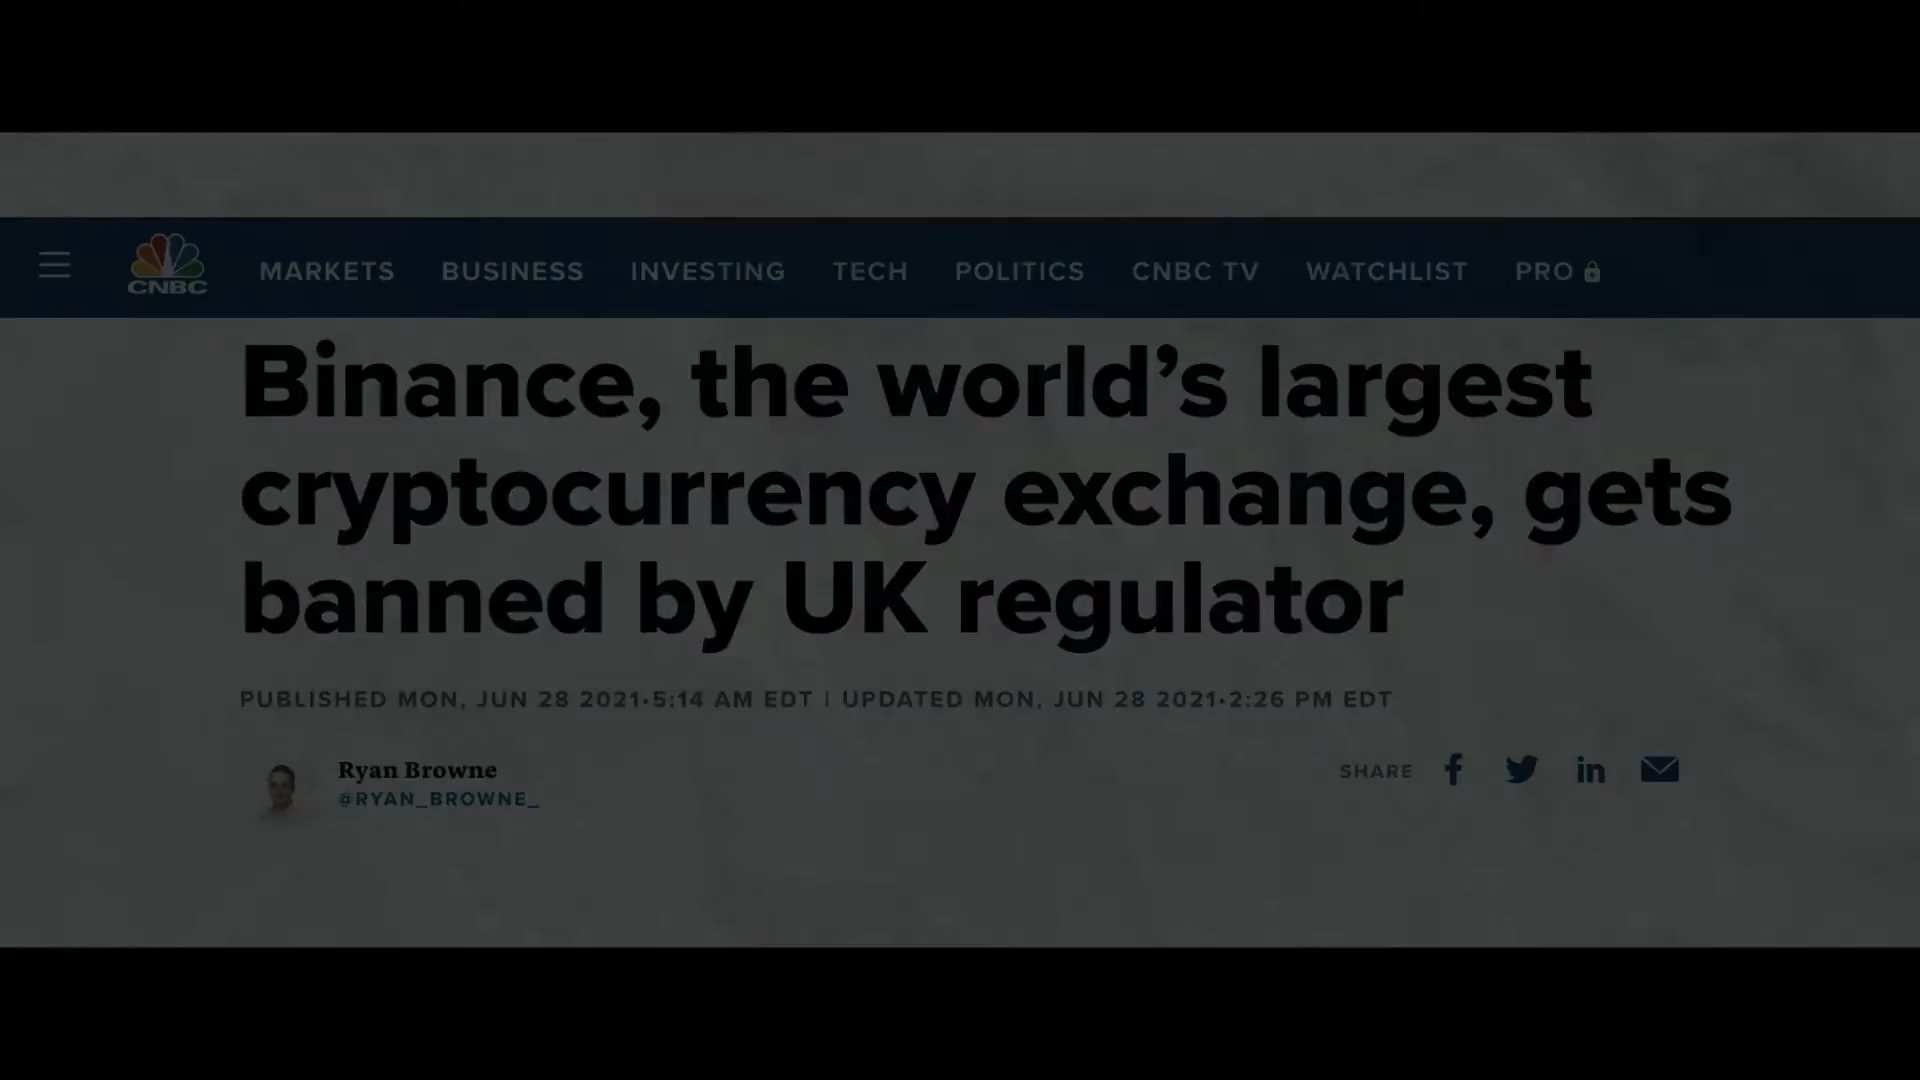 CNBC
MARKETS BUSINESS INVESTING TECH POLITICS CNBC TV WATCHLIST PRO
Binance, the world’s largest
cryptocurrency exchange, gets
banned by UK regulator
PUBLISHED MON, JUN 28 2021•5:14 AM EDT | UPDATED MON, JUN 28 2021•2:26 PM EDT
Ryan Browne
@RYAN_BROWNE_
SHARE f in